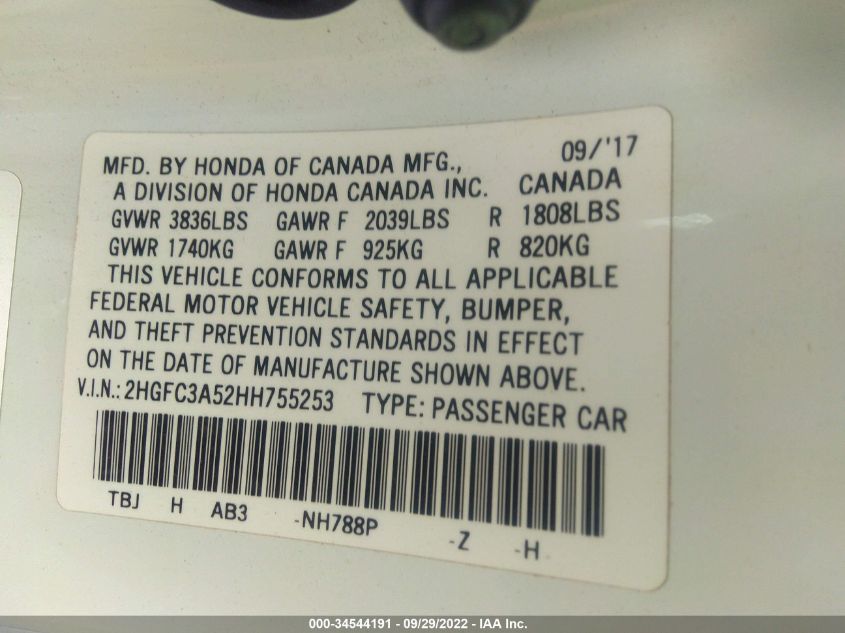 MFD. BY HONDA OF CANADA MFG., 09/'17
A DIVISION OF HONDA CANADA INC. CANADA
GVWR 3836LBS GAWR F 2039LBS R 1808LBS
GVWR 1740KG GAWR F 925KG R 820KG
THIS VEHICLE CONFORMS TO ALL APPLICABLE
FEDERAL MOTOR VEHICLE SAFETY, BUMPER,
AND THEFT PREVENTION STANDARDS IN EFFECT
ON THE DATE OF MANUFACTURE SHOWN ABOVE.
V.I.N.: 2HGFC3A52HH755253 TYPE: PASSENGER CAR
TBJ H AB3 -NH788P -Z -H-
000-34544191 - 09/29/2022 - IAA Inc.